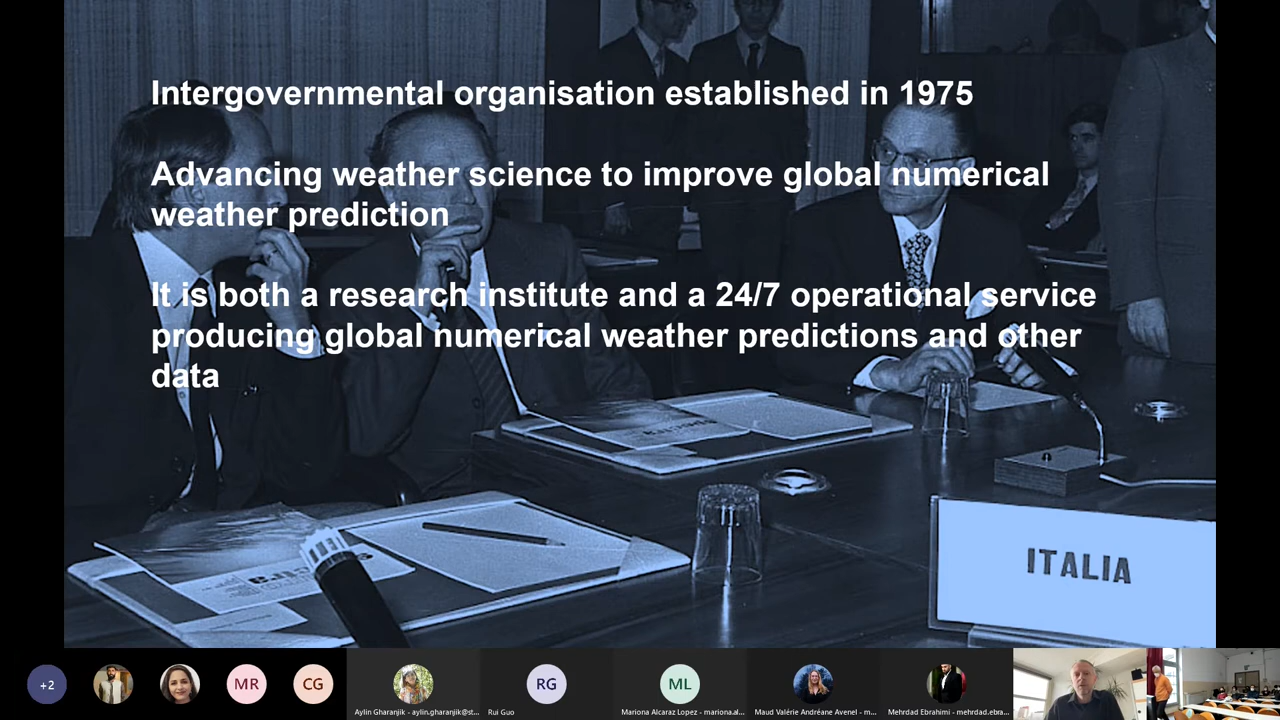 Intergovernmental organisation established in 1975
Advancing weather science to improve global numerical
weather prediction
It is both a research institute and a 24/7 operational service
producing global numerical weather predictions and other
data
ITALIA
+2
MR
CG
RG
ML
Aylin Gharanjik - aylin.gharanjik@st...
Rui Guo
Mariona Alcaraz Lopez - mariona.al...
Maud Valérie Andréane Avenel - m...
Mehrdad Ebrahimi - mehrdad.ebra...